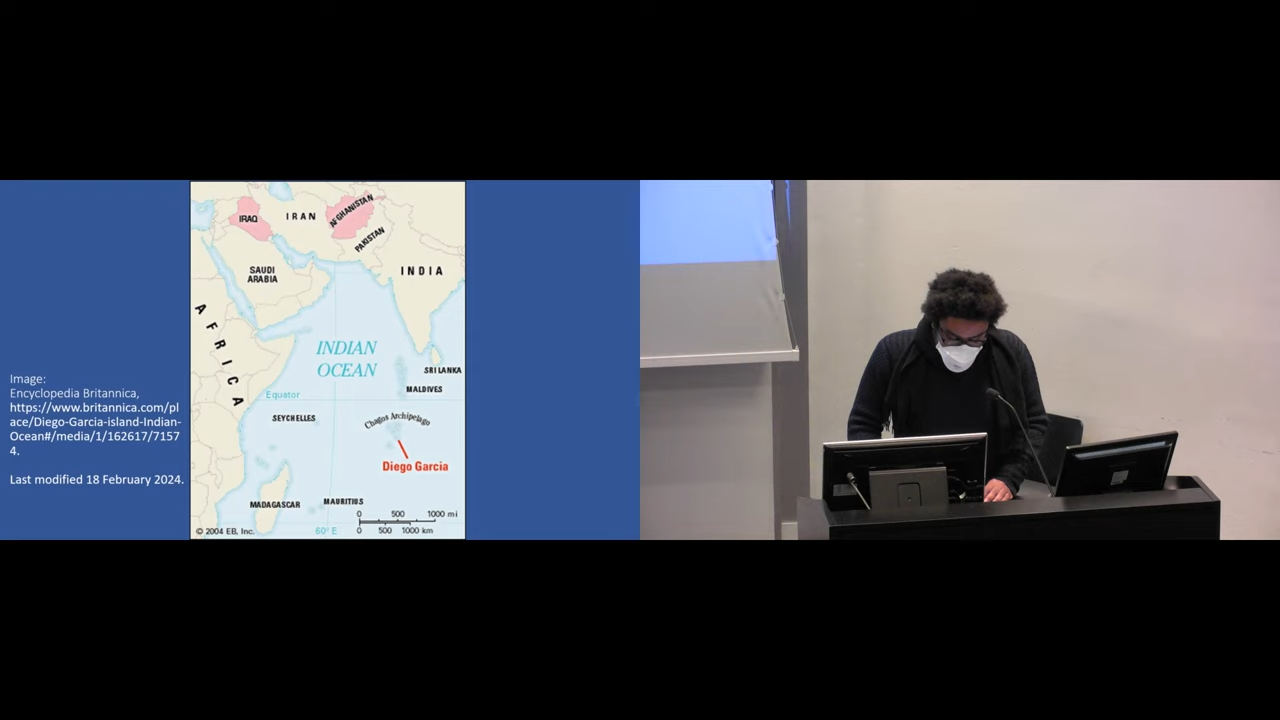 Image:
Encyclopedia Britannica,
https://www.britannica.com/pl
ace/Diego-Garcia-island-Indian-
Ocean#/media/1/162617/7157
4.
Last modified 18 February 2024.
IRAQ
IRAN
AFGHANISTAN
PAKISTAN
SAUDI
ARABIA
INDIA
AFRICA
INDIAN
OCEAN
SRI LANKA
MALDIVES
Equator
SEYCHELLES
Chagos Archipelago
Diego Garcia
MADAGASCAR
MAURITIUS
0 500 1000 mi
0 500 1000 km
© 2004 EB, Inc.
60° E